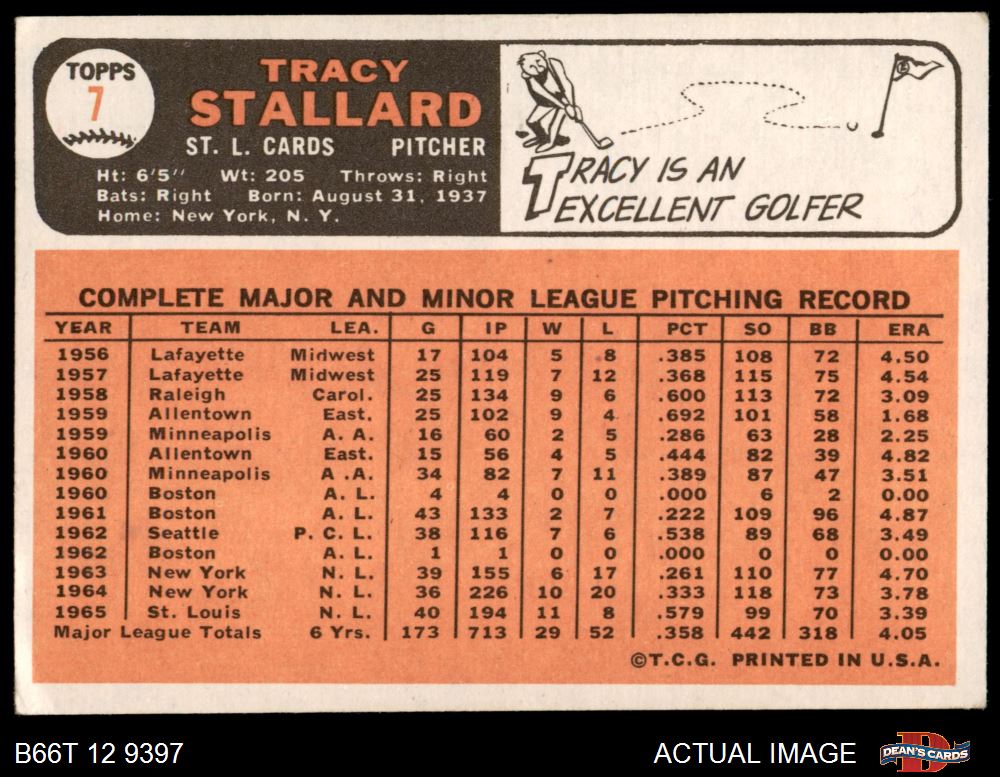 TOPPS
7
TRACY
STALLARD
ST. L. CARDS PITCHER
Ht: 6'5" Wt: 205 Throws: Right
Bats: Right Born: August 31, 1937
Home: New York, N. Y.
TRACY IS AN
EXCELLENT GOLFER
COMPLETE MAJOR AND MINOR LEAGUE PITCHING RECORD
YEAR TEAM LEA. G IP W L PCT SO BB ERA
1956 Lafayette Midwest 17 104 5 8 .385 108 72 4.50
1957 Lafayette Midwest 25 119 7 12 .368 115 75 4.54
1958 Raleigh Carol. 25 134 9 6 .600 113 72 3.09
1959 Allentown East. 25 102 9 4 .692 101 58 1.68
1959 Minneapolis A. A. 16 60 2 5 .286 63 28 2.25
1960 Allentown East. 15 56 4 5 .444 82 39 4.82
1960 Minneapolis A .A. 34 82 7 11 .389 87 47 3.51
1960 Boston A. L. 4 4 0 0 .000 6 2 0.00
1961 Boston A. L. 43 133 2 7 .222 109 96 4.87
1962 Seattle P. C. L. 38 116 7 6 .538 89 68 3.49
1962 Boston A. L. 1 1 0 0 .000 0 0 0.00
1963 New York N. L. 39 155 6 17 .261 110 77 4.70
1964 New York N. L. 36 226 10 20 .333 118 73 3.78
1965 St. Louis N. L. 40 194 11 8 .579 99 70 3.39
Major League Totals 6 Yrs. 173 713 29 52 .358 442 318 4.05
©T.C.G. PRINTED IN U.S.A.
B66T 12 9397 ACTUAL IMAGE
D
DEAN'S CARDS